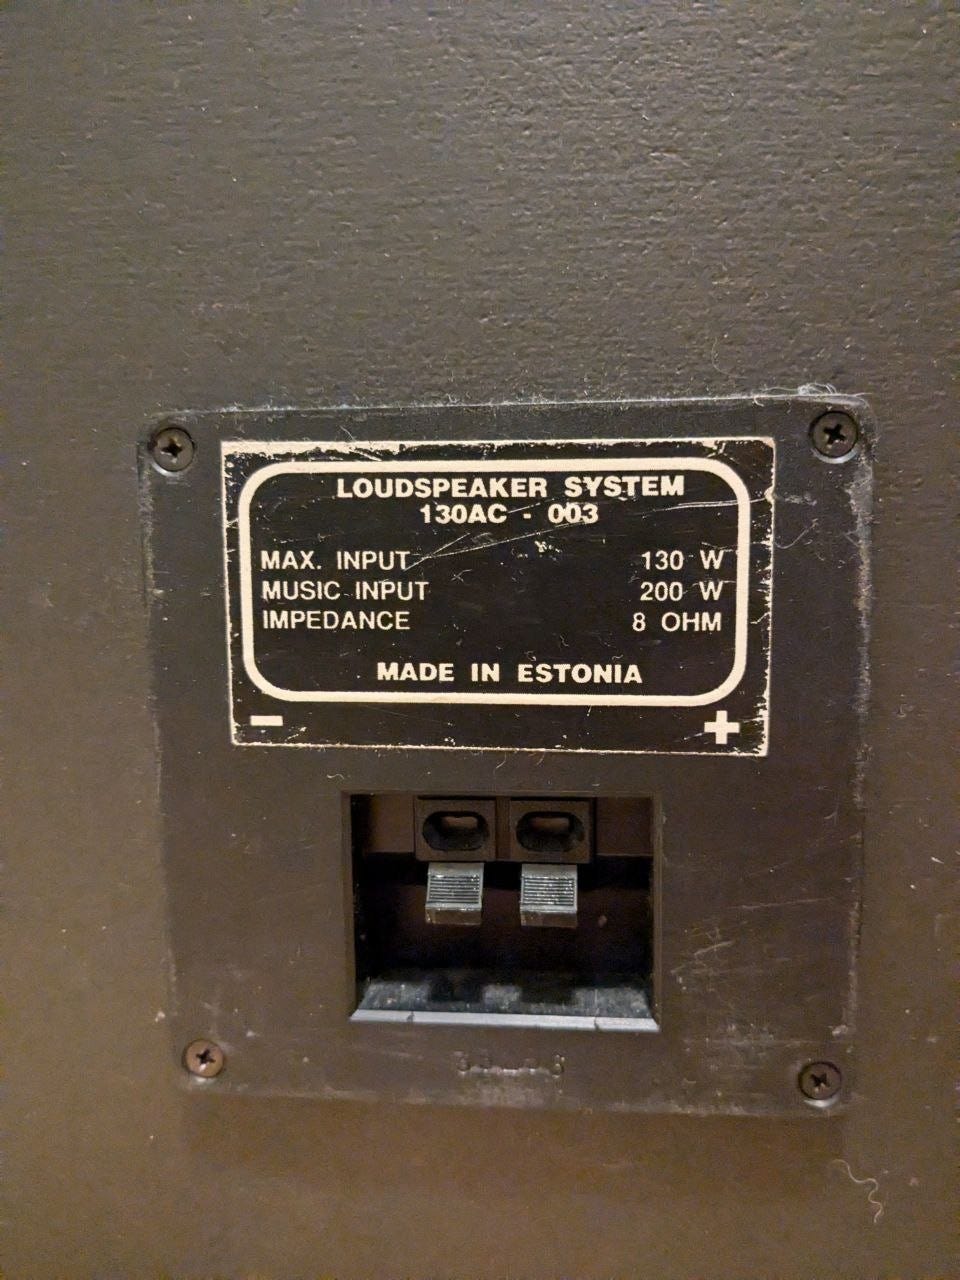 LOUDSPEAKER SYSTEM
130AC - 003
MAX. INPUT 130 W
MUSIC INPUT 200 W
IMPEDANCE 8 OHM
MADE IN ESTONIA
- +